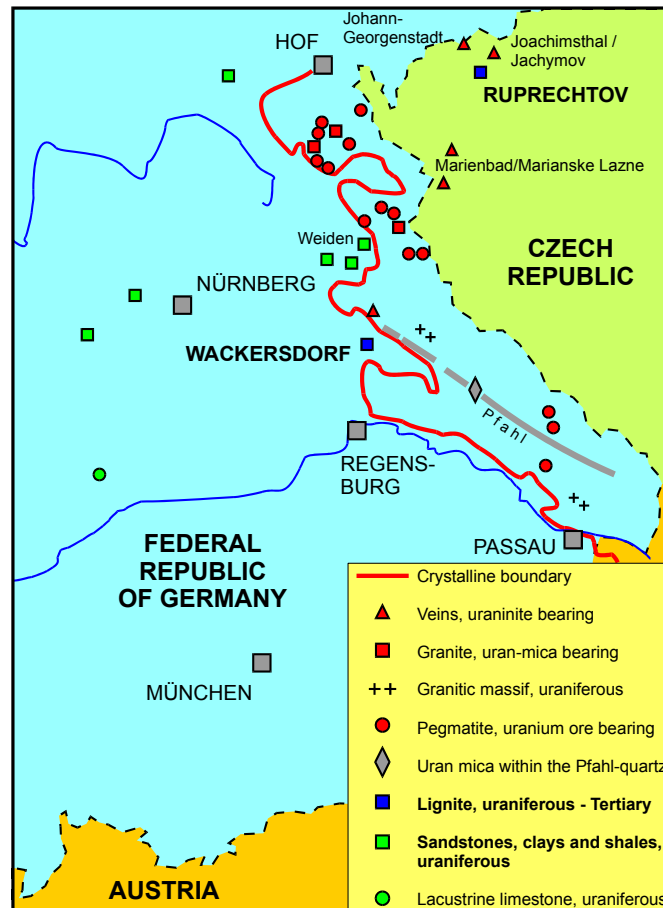 Johann-
Georgenstadt
HOF
Joachimsthal /
Jachymov
RUPRECHTOV
Marienbad/Marianske Lazne
Weiden
CZECH
REPUBLIC
NÜRNBERG
WACKERSDORF
Pfahl
REGENS-
BURG
PASSAU
FEDERAL
REPUBLIC
OF GERMANY
MÜNCHEN
AUSTRIA
Crystalline boundary
Veins, uraninite bearing
Granite, uran-mica bearing
++ Granitic massif, uraniferous
Pegmatite, uranium ore bearing
Uran mica within the Pfahl-quartz
Lignite, uraniferous - Tertiary
Sandstones, clays and shales,
uraniferous
Lacustrine limestone, uraniferous